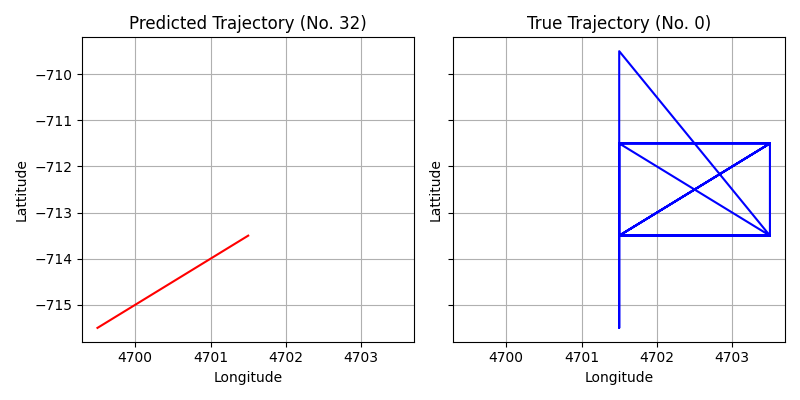 Predicted Trajectory (No. 32)
−710
−711
−712
−713
−714
−715
Lattitude
4700 4701 4702 4703
Longitude
True Trajectory (No. 0)
Lattitude
4700 4701 4702 4703
Longitude